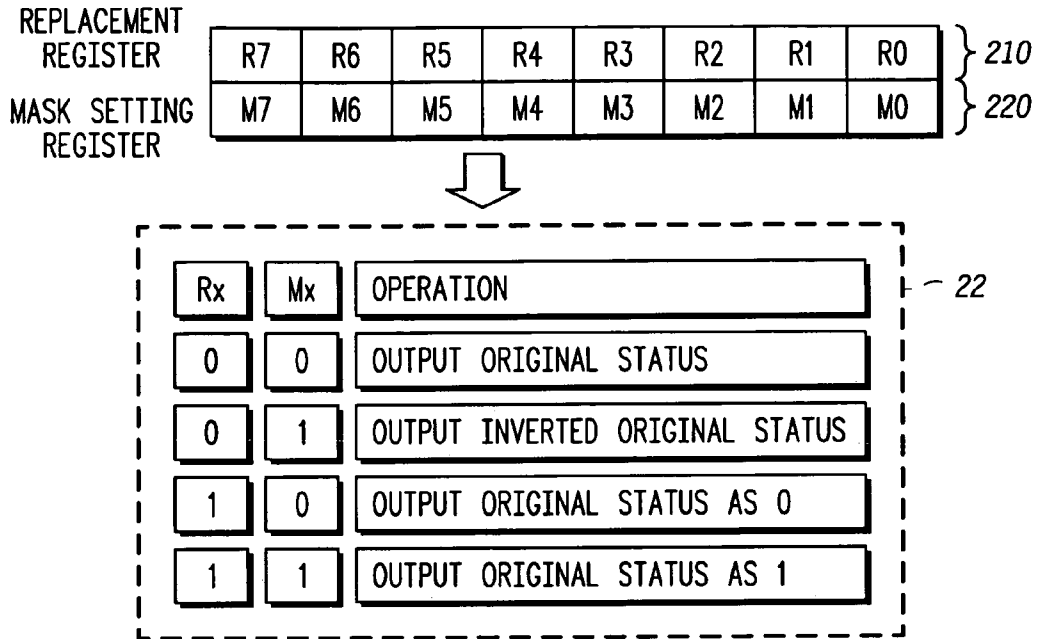 REPLACEMENT
REGISTER
R7 R6 R5 R4 R3 R2 R1 R0 210
MASK SETTING
REGISTER
M7 M6 M5 M4 M3 M2 M1 M0 220
Rx Mx OPERATION 22
0 0 OUTPUT ORIGINAL STATUS
0 1 OUTPUT INVERTED ORIGINAL STATUS
1 0 OUTPUT ORIGINAL STATUS AS 0
1 1 OUTPUT ORIGINAL STATUS AS 1